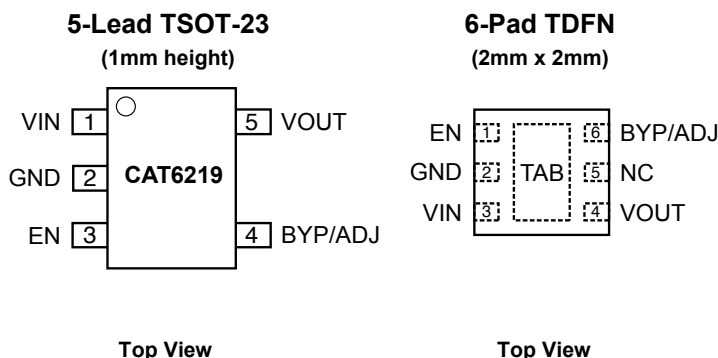 5-Lead TSOT-23
(1mm height)
VIN 1
5 VOUT
GND 2
CAT6219
EN 3
4 BYP/ADJ
Top View
6-Pad TDFN
(2mm x 2mm)
EN 1
6 BYP/ADJ
GND 2
TAB
5 NC
VIN 3
4 VOUT
Top View